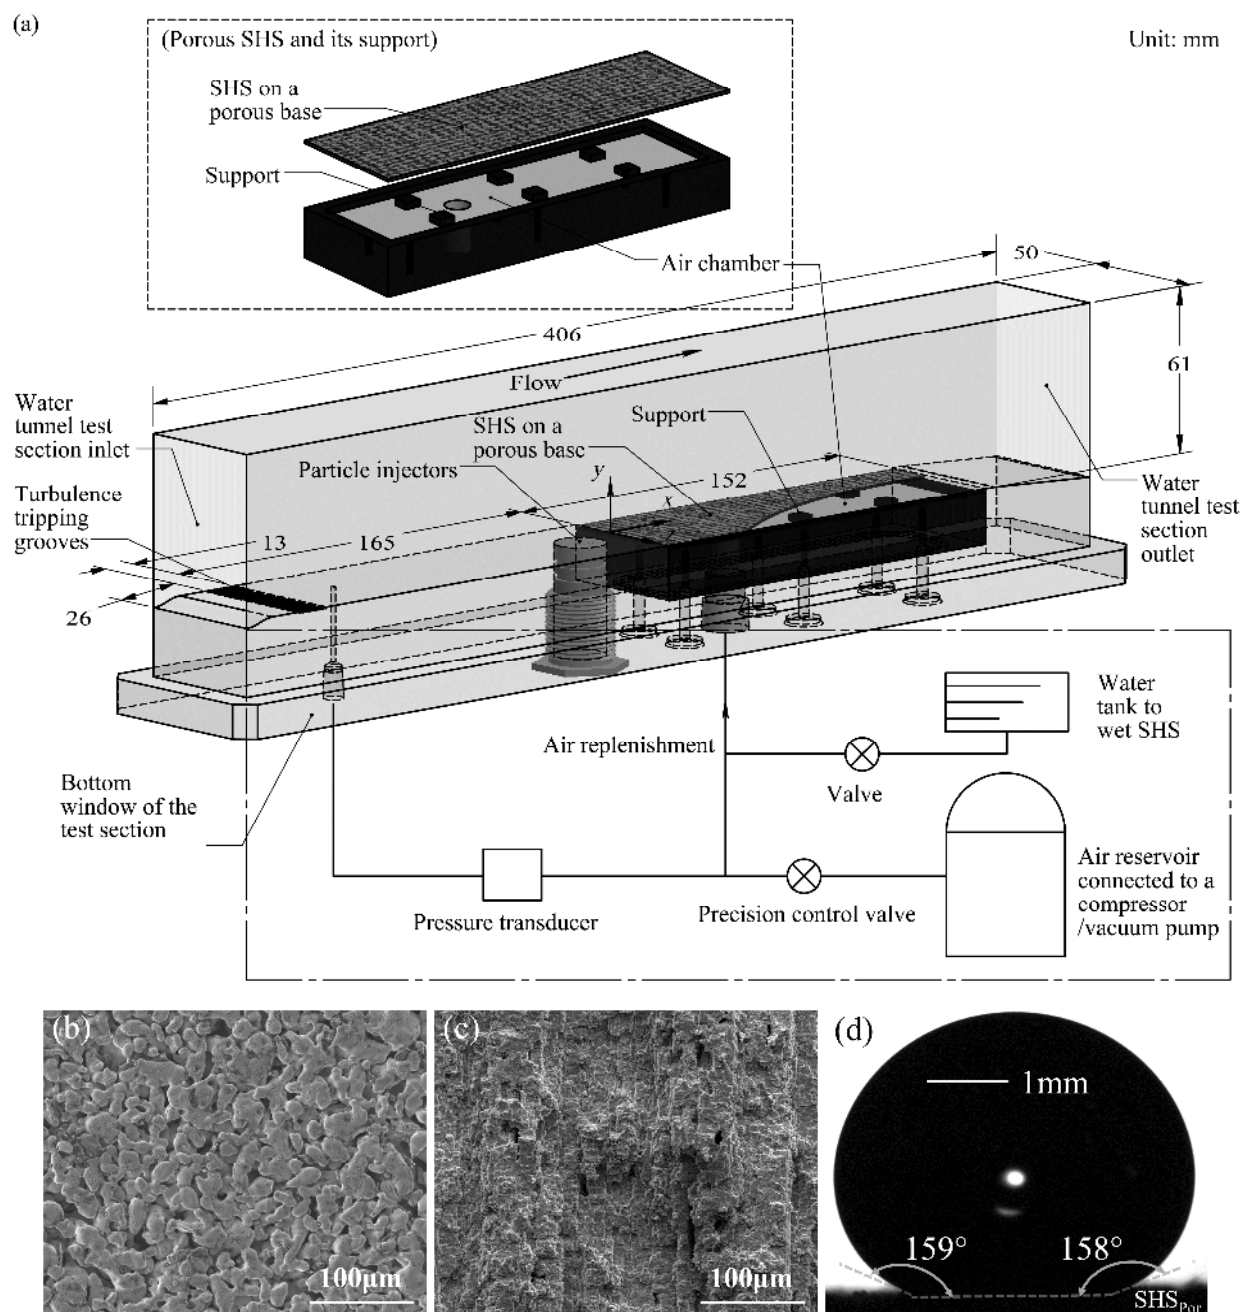 (a)
(Porous SHS and its support)
Unit: mm
SHS on a
porous base
Support
Air chamber
50
406
61
Flow
Water
tunnel test
section inlet
Support
SHS on a
porous base
Particle injectors
y
152
x
z
Turbulence
tripping
grooves
Water
tunnel test
section
outlet
13
165
26
Water
tank to
wet SHS
Air replenishment
Valve
Bottom
window of the
test section
Air reservoir
connected to a
compressor
/vacuum pump
Pressure transducer
Precision control valve
(b)
100μm
(c)
100μm
(d)
1mm
159°
158°
SHSPor